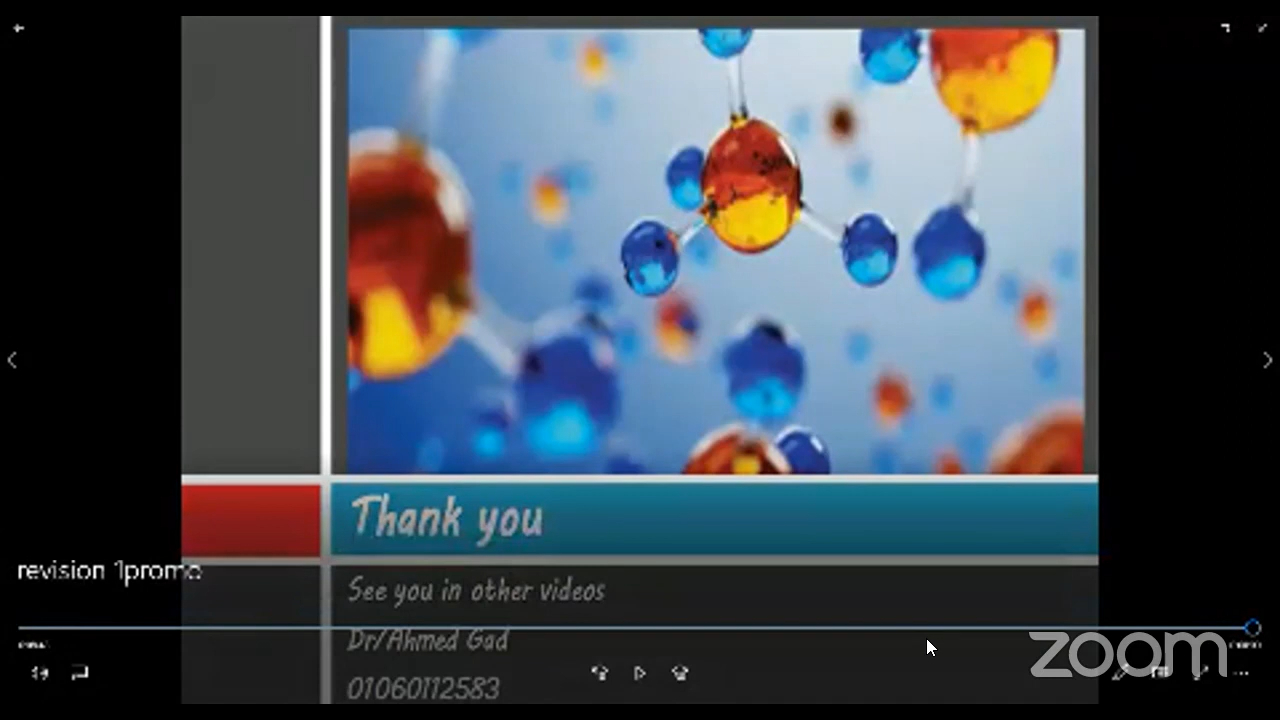 Thank you
revision 1promo
See you in other videos
Dr/Ahmed Gad
zoom
01060112583